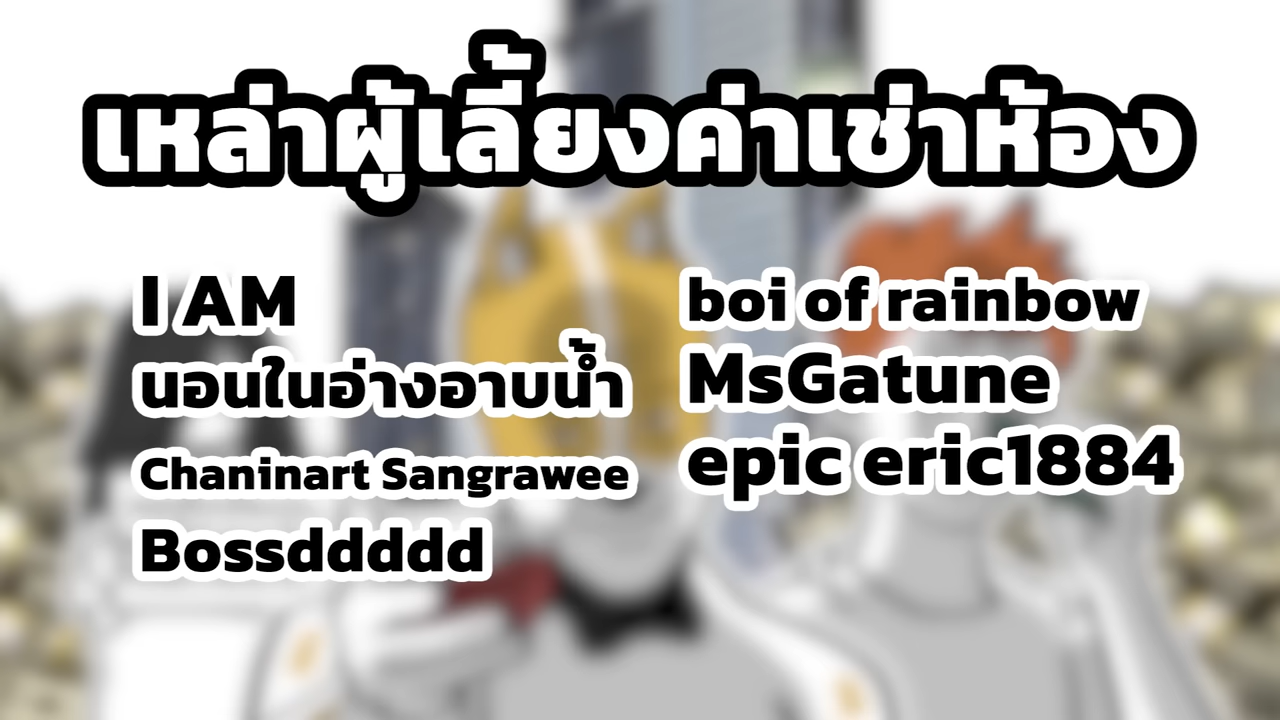 เหล่าผู้เลี้ยงค่าเช่าห้อง
I AM
นอนในอ่างอาบน้ำ
Chaninart Sangrawee
Bossddddd
boi of rainbow
MsGatune
epic eric1884